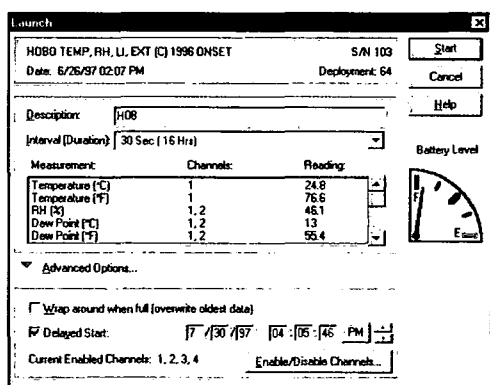 Launch
HOBO TEMP, RH, LI, EXT (C) 1996 ONSET S/N 103
Date: 6/26/97 02:07 PM Deployment: 64
Start
Cancel
Help
Description: H08
Interval (Duration): 30 Sec ( 16 Hrs)
Battery Level
F
E
Measurement: Channels: Reading:
Temperature (°C) 1 24.8
Temperature (°F) 1 76.6
RH (%) 1, 2 46.1
Dew Point (°C) 1, 2 13
Dew Point (°F) 1, 2 55.4
Advanced Options...
Wrap around when full (overwrite oldest data)
Delayed Start: 7 /30 /97 04 : 05 : 46 PM
Current Enabled Channels: 1, 2, 3, 4 Enable/Disable Channels...